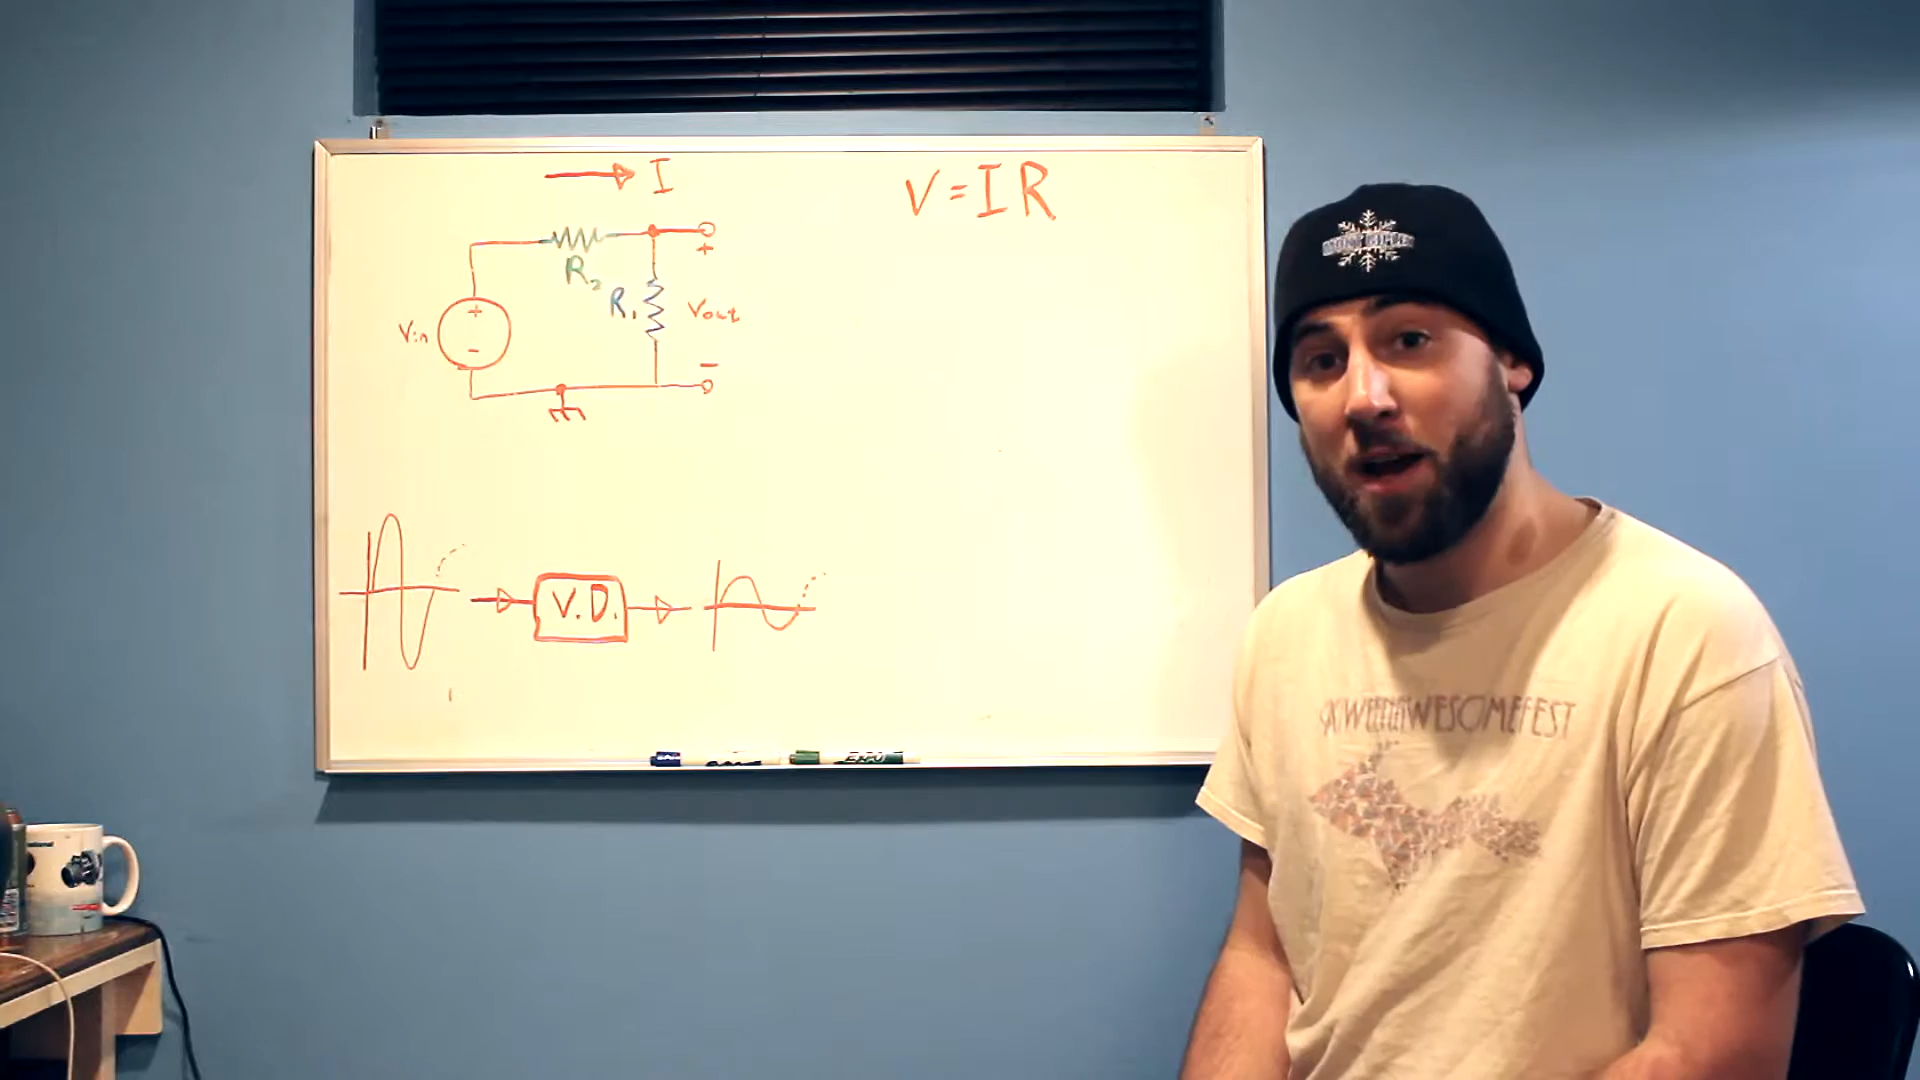 I
V=IR
+
R2
+
R1
Vout
Vin
-
-
V.D.
EXPO
AWESOMEFEST